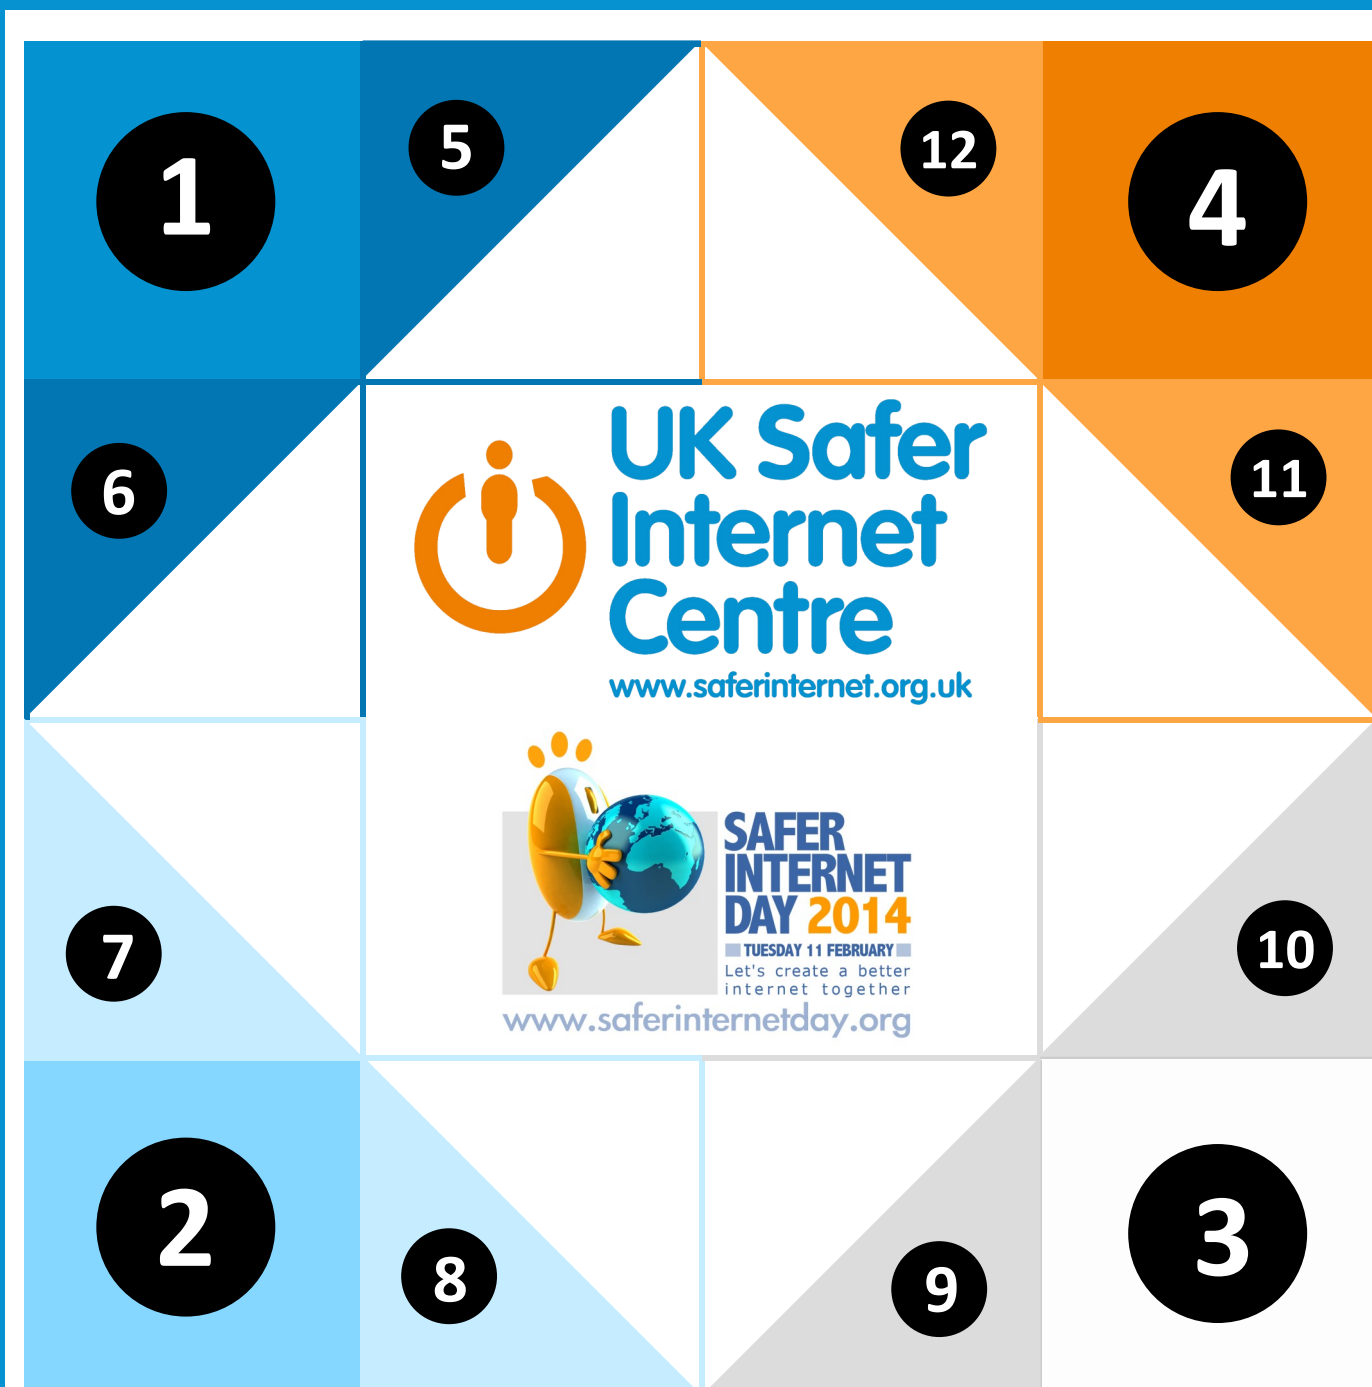 1
5
12
4
6
11
UK Safer
Internet
Centre
www.saferinternet.org.uk
SAFER
INTERNET
DAY 2014
TUESDAY 11 FEBRUARY
Let's create a better
internet together
www.saferinternetday.org
7
10
2
8
9
3